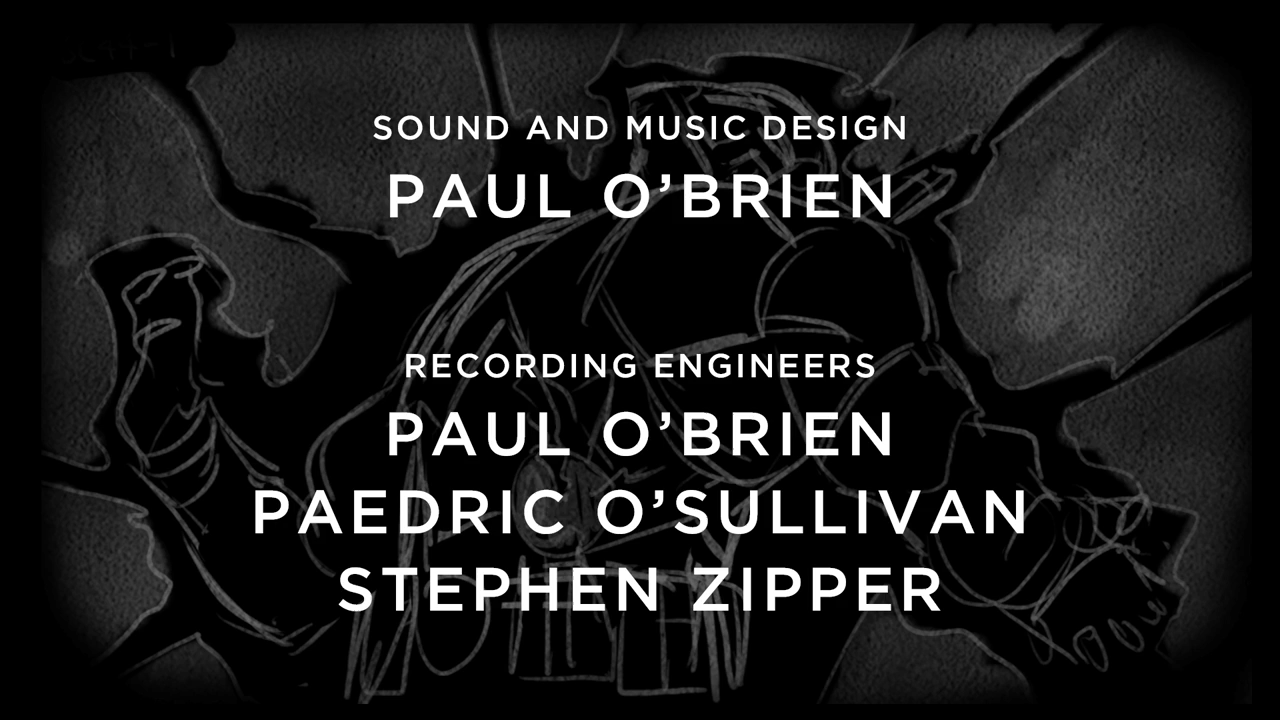 SOUND AND MUSIC DESIGN
PAUL O’BRIEN
RECORDING ENGINEERS
PAUL O’BRIEN
PAEDRIC O’SULLIVAN
STEPHEN ZIPPER